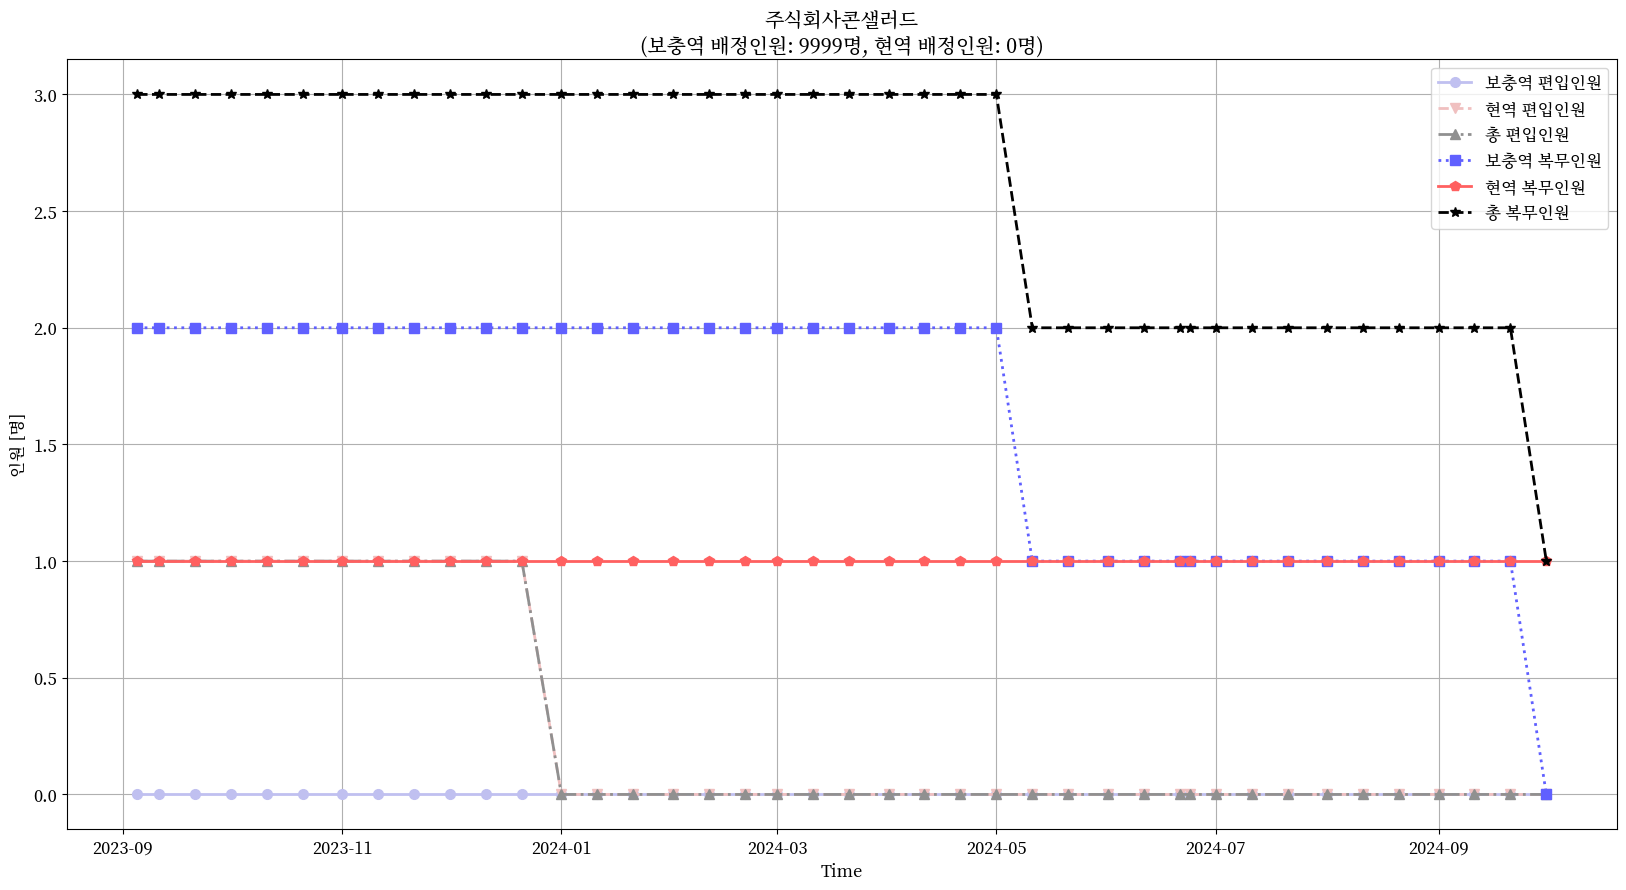 주식회사콘샐러드
(보충역 배정인원: 9999명, 현역 배정인원: 0명)
보충역 편입인원
현역 편입인원
총 편입인원
보충역 복무인원
현역 복무인원
총 복무인원
인원 [명]
3.0
2.5
2.0
1.5
1.0
0.5
0.0
2023-09
2023-11
2024-01
2024-03
2024-05
2024-07
2024-09
Time